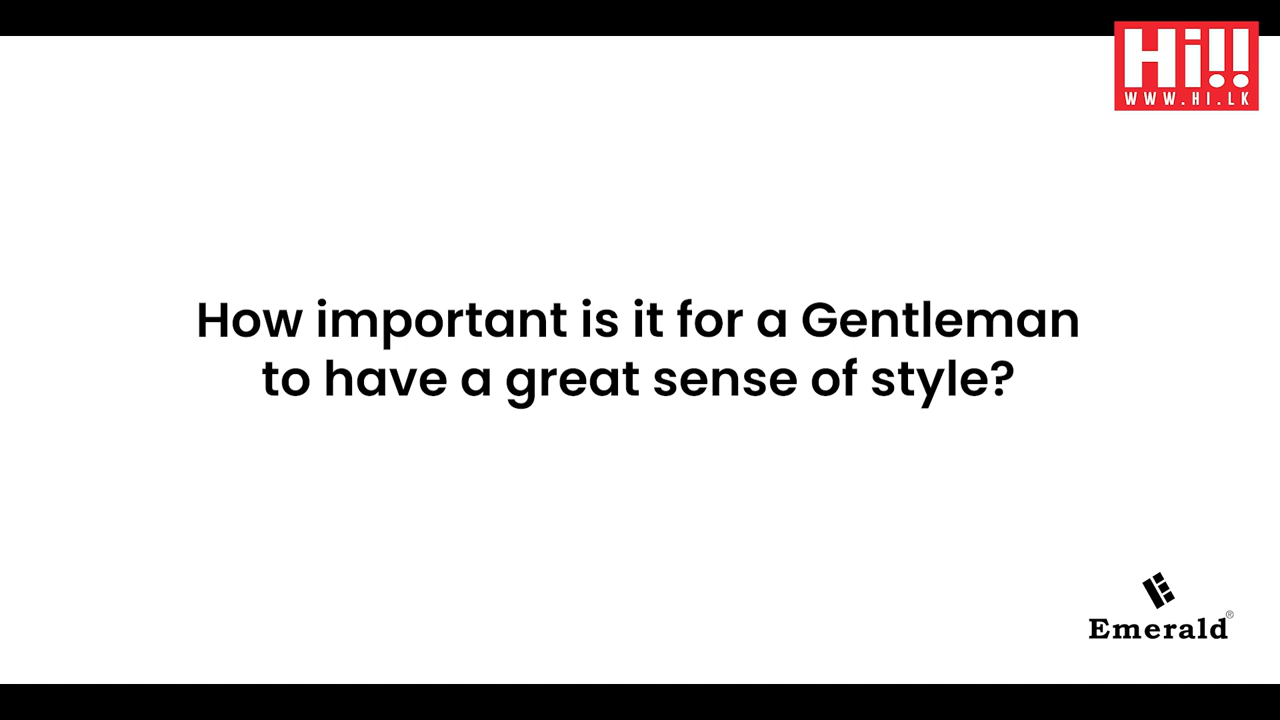 Hi!!
WWW.HI.LK
How important is it for a Gentleman
to have a great sense of style?
Emerald®